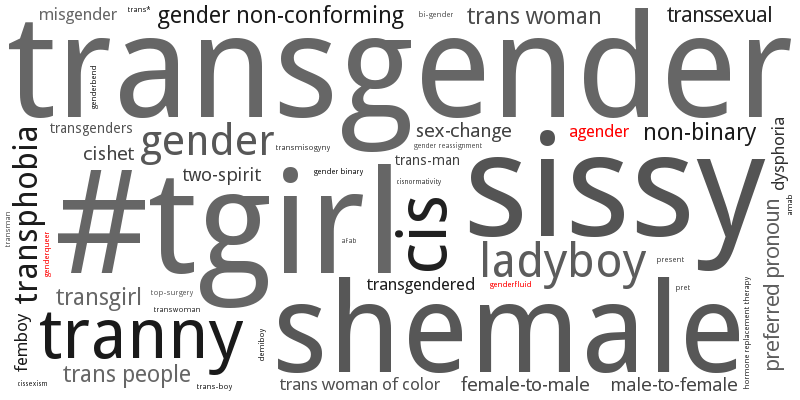 misgender
trans*
gender non-conforming
bi-gender
trans woman
transsexual
transgender
genderbend
transgenders
gender
transmisogyny
sex-change
gender reassignment
agender
non-binary
dysphoria
cishet
two-spirit
gender binary
trans-man
cisnormativity
transphobia
#tgirl
cis
sissy
amab
transman
genderqueer
aFab
ladyboy
present
preferred pronoun
transgirl
top-surgery
transwoman
transgendered
genderfluid
pret
femboy
tranny
demiboy
shemale
hormone replacement therapy
trans people
cissexism
trans-boy
trans woman of color
female-to-male
male-to-female